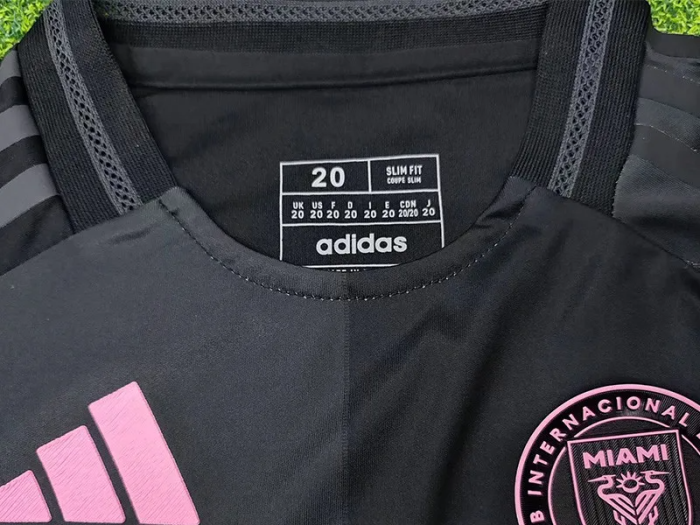 20
SLIM FIT
COUPE SLIM
UK US F D I E CDN J
20 20 20 20 20 20 20/20 20
adidas
INTERNACIONAL
MIAMI